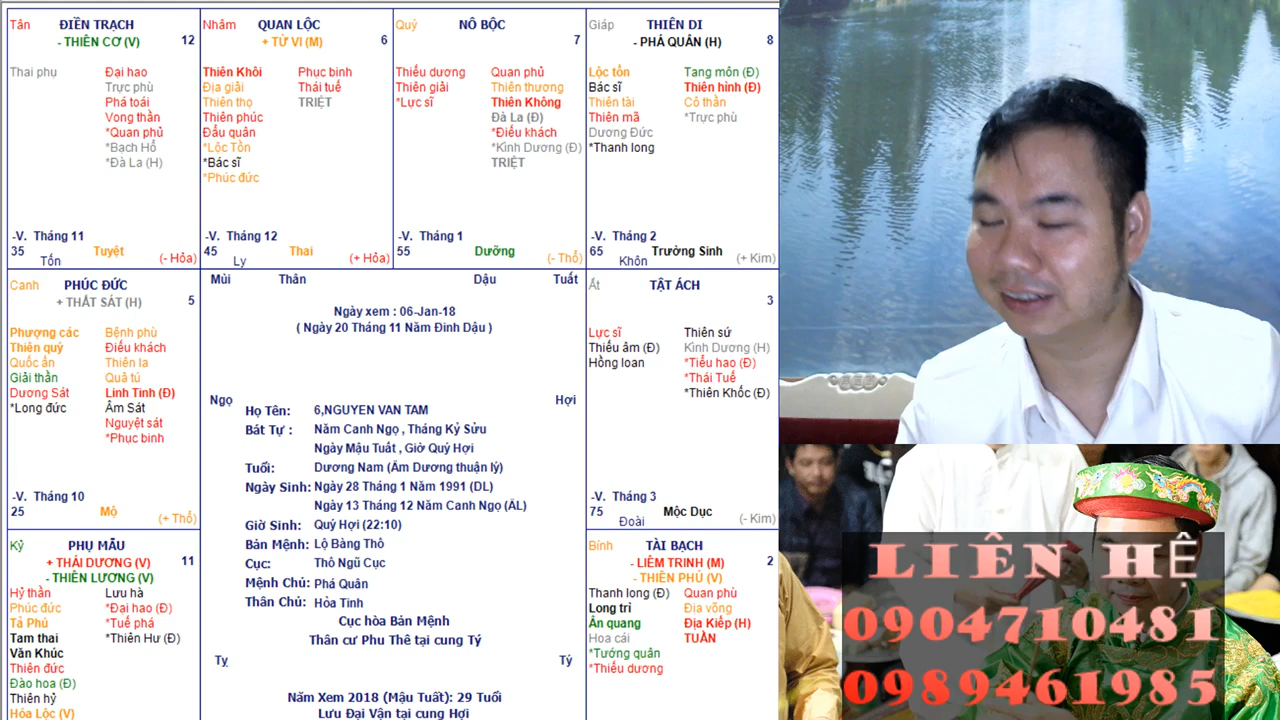 Tân ĐIỀN TRẠCH
- THIÊN CƠ (V) 12
Thai phụ
Đại hao
Trực phù
Phá toái
Vong thần
*Quan phủ
*Bạch Hổ
*Đà La (H)
-V. Tháng 11
35 Tuyệt (- Hỏa)
Tốn
Nhâm QUAN LỘC
+ TỬ VI (M) 6
Thiên Khôi
Địa giải
Thiên thọ
Thiên phúc
Đẩu quân
*Lộc Tồn
*Bác sĩ
*Phúc đức
Phục binh
Thái tuế
TRIỆT
-V. Tháng 12
45 Thai (+ Hỏa)
Ly
Quý NÔ BỘC
7
Thiếu dương
Thiên giải
*Lực sĩ
Quan phủ
Thiên thương
Thiên Không
Đà La (Đ)
*Điếu khách
*Kình Dương (Đ)
TRIỆT
-V. Tháng 1
55 Dưỡng (- Thổ)
Giáp THIÊN DI
- PHÁ QUÂN (H) 8
Lộc tồn
Bác sĩ
Thiên tài
Thiên mã
Dương Đức
*Thanh long
Tang môn (Đ)
Thiên hình (Đ)
Cô thần
*Trực phù
-V. Tháng 2
65 Trưởng Sinh (+ Kim)
Khôn
Canh PHÚC ĐỨC
+ THẤT SÁT (H) 5
Phượng các
Thiên quý
Quốc ấn
Giải thần
Dương Sát
*Long đức
Bệnh phù
Điếu khách
Thiên la
Quả tú
Linh Tinh (Đ)
Âm Sát
Nguyệt sát
*Phục binh
-V. Tháng 10
25 Mộ (+ Thổ)
Mùi Thân Dậu Tuất
Ngày xem : 06-Jan-18
( Ngày 20 Tháng 11 Năm Đinh Dậu )
Ngọ Hợi
Họ Tên: 6,NGUYEN VAN TAM
Bát Tự : Năm Canh Ngọ , Tháng Kỷ Sửu
Ngày Mậu Tuất , Giờ Quý Hợi
Tuổi: Dương Nam (Âm Dương thuận lý)
Ngày Sinh: Ngày 28 Tháng 1 Năm 1991 (DL)
Ngày 13 Tháng 12 Năm Canh Ngọ (ÂL)
Giờ Sinh: Quý Hợi (22:10)
Bản Mệnh: Lộ Bàng Thổ
Cục: Thổ Ngũ Cục
Mệnh Chủ: Phá Quân
Thân Chủ: Hỏa Tinh
Cục hòa Bản Mệnh
Thân cư Phu Thê tại cung Tý
Tỵ Tý
Năm Xem 2018 (Mậu Tuất): 29 Tuổi
Lưu Đại Vận tại cung Hợi
Ất TẬT ÁCH
3
Lực sĩ
Thiếu âm (Đ)
Hồng loan
Thiên sứ
Kình Dương (H)
*Tiểu hao (Đ)
*Thái Tuế
*Thiên Khốc (Đ)
-V. Tháng 3
75 Mộc Dục (- Kim)
Đoài
Kỷ PHỤ MẪU
+ THÁI DƯƠNG (V) 11
- THIÊN LƯƠNG (V)
Hỷ thần
Phúc đức
Tả Phù
Tam thai
Văn Khúc
Thiên đức
Đào hoa (Đ)
Thiên hỷ
Hóa Lộc (V)
Lưu hà
*Đại hao (Đ)
*Tuế phá
*Thiên Hư (Đ)
Bính TÀI BẠCH
- LIÊM TRINH (M) 2
- THIÊN PHỦ (V)
Thanh long (Đ)
Long trì
Ân quang
Hoa cái
*Tướng quân
*Thiếu dương
Quan phù
Địa võng
Địa Kiếp (H)
TUẦN
LIÊN HỆ
0904710481
0989461985